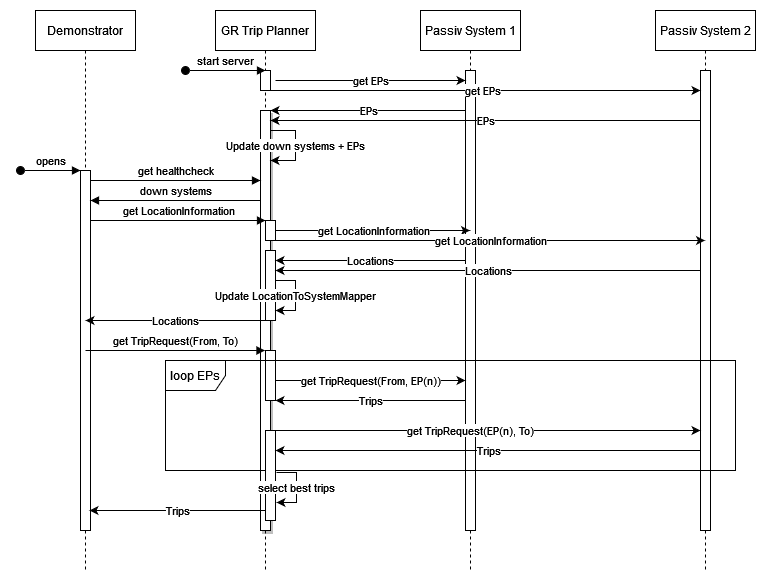 Demonstrator
GR Trip Planner
Passiv System 1
Passiv System 2
start server
get EPs
get EPs
EPs
EPs
Update down systems + EPs
opens
get healthcheck
down systems
get LocationInformation
get LocationInformation
get LocationInformation
Locations
Locations
Update LocationToSystemMapper
Locations
get TripRequest(From, To)
loop EPs
get TripRequest(From, EP(n))
Trips
get TripRequest(EP(n), To)
Trips
select best trips
Trips